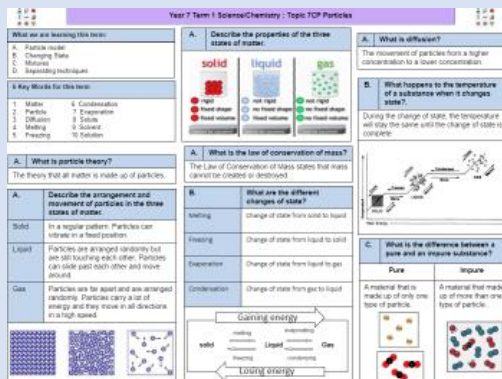 Year 7 Term 1 Science/Chemistry : Topic 7CP Particles
What we are learning this term:
A. Particle model
B. Changing State
C. Mixtures
D. Separating techniques
6 Key Words for this term
1 Matter
2 Particle
3 Diffusion
4 Melting
5 Freezing
6 Condensation
7 Evaporation
8 Solute
9 Solvent
10 Solution
A. What is particle theory?
The theory that all matter is made up of particles.
A. Describe the arrangement and
movement of particles in the three
states of matter.
Solid
In a regular pattern. Particles can
vibrate in a fixed position.
Liquid
Particles are arranged randomly but
are still touching each other. Particles
can slide past each other and move
around.
Gas
Particles are far apart and are arranged
randomly. Particles carry a lot of
energy and they move in all directions
in a high speed.
A. Describe the properties of the three
states of matter.
solid
liquid
gas
rigid
fixed shape
fixed volume
not rigid
no fixed shape
fixed volume
not rigid
no fixed shape
no fixed volume
A. What is the law of conservation of mass?
The Law of Conservation of Mass states that mass
cannot be created or destroyed.
B. What are the different
changes of state?
Melting
Change of state from solid to liquid
Freezing
Change of state from liquid to solid
Evaporation
Change of state from liquid to gas
Condensation
Change of state from gas to liquid
Gaining energy
melting
evaporating
solid
Liquid
Gas
freezing
condensing
Losing energy
A. What is diffusion?
The movement of particles from a higher
concentration to a lower concentration.
B. What happens to the temperature
of a substance when it changes
state?.
During the change of state, the temperature
will stay the same until the change of state is
complete.
C. What is the difference between a
pure and an impure substance?
Pure
Impure
A material that is
made up of only one
type of particle.
A material that made
up of more than one
type of particle.